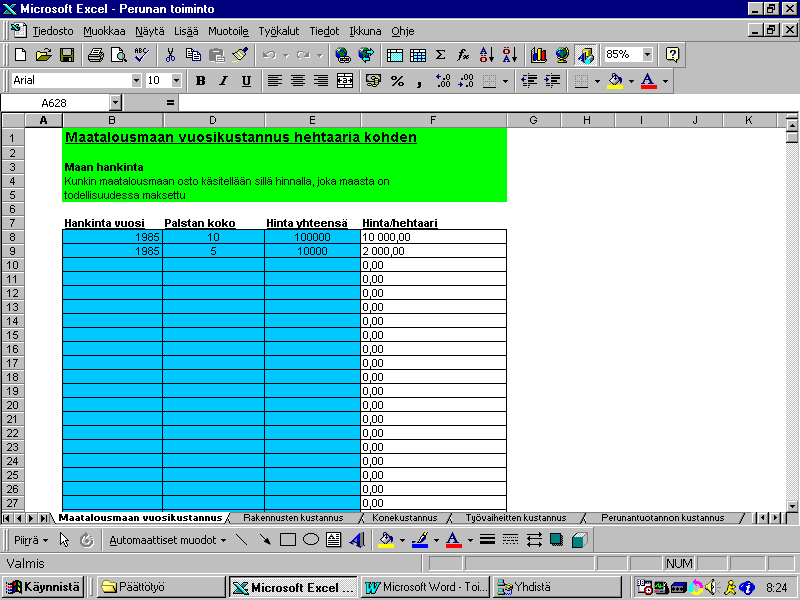 Microsoft Excel - Perunan toiminto
Tiedosto Muokkaa Näytä Lisää Muotoile Työkalut Tiedot Ikkuna Ohje
85%
Arial 10 B I U
A628 =
A B C D E F G H I J K
1 Maatalousmaan vuosikustannus hehtaaria kohden
2
3 Maan hankinta
4 Kunkin maatalousmaan osto käsitellään sillä hinnalla, joka maasta on
5 todellisuudessa maksettu
6
7 Hankinta vuosi Palstan koko Hinta yhteensä Hinta/hehtaari
8 1985 10 100000 10 000,00
9 1985 5 10000 2 000,00
10 0,00
11 0,00
12 0,00
13 0,00
14 0,00
15 0,00
16 0,00
17 0,00
18 0,00
19 0,00
20 0,00
21 0,00
22 0,00
23 0,00
24 0,00
25 0,00
26 0,00
27 0,00
Maatalousmaan vuosikustannus Rakennusten kustannus Konekustannus Työvaiheitten kustannus Perunantuotannon kustannus
Piirrä Automaattiset muodot
Valmis NUM
Käynnistä Päättötyö Microsoft Excel ... Microsoft Word - Toi... Yhdistä 8:24